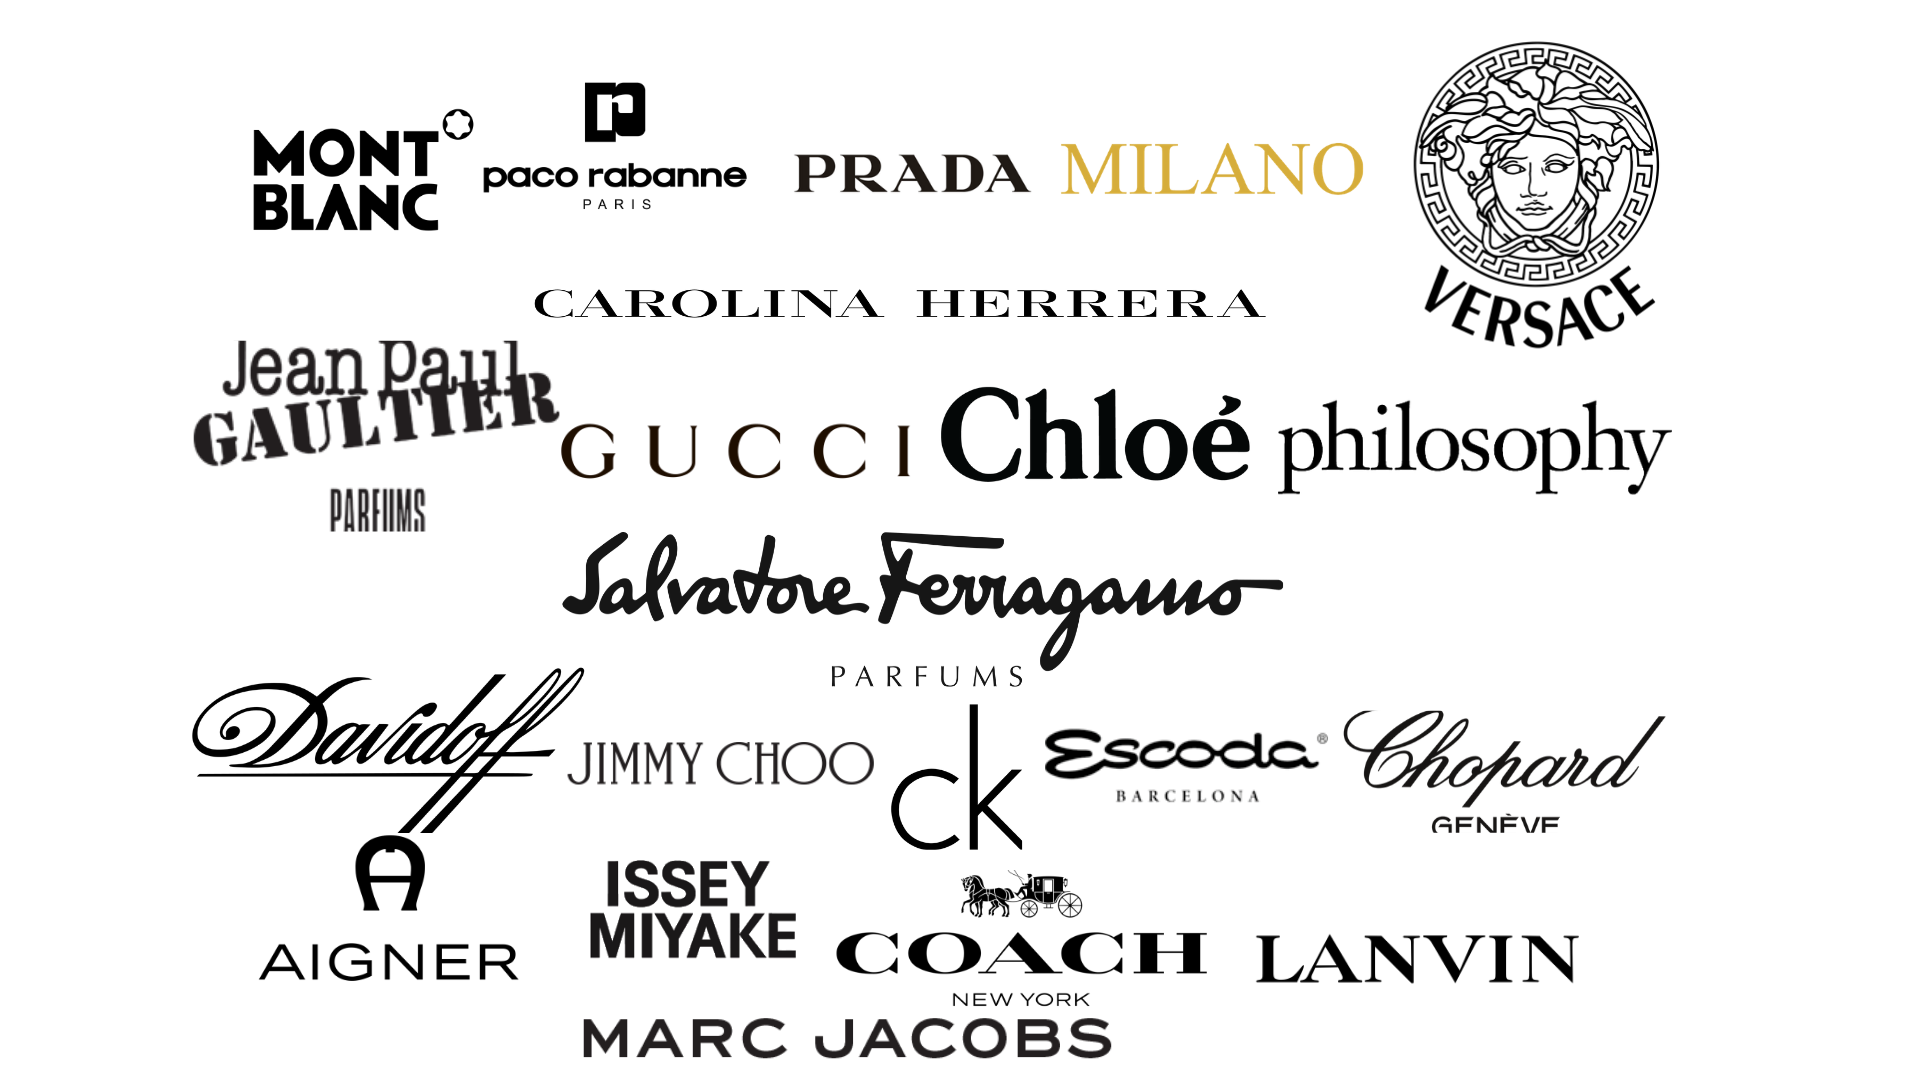 MONT
BLANC
paco rabanne
PARIS
PRADA MILANO
VERSACE
CAROLINA HERRERA
Jean Paul
GAULTIER
PARFUMS
GUCCI
Chloé
philosophy
Salvatore Ferragamo
PARFUMS
Davidoff
JIMMY CHOO
ck
Escoda®
BARCELONA
Chopard
GENÈVE
A
AIGNER
ISSEY
MIYAKE
COACH
NEW YORK
LANVIN
MARC JACOBS